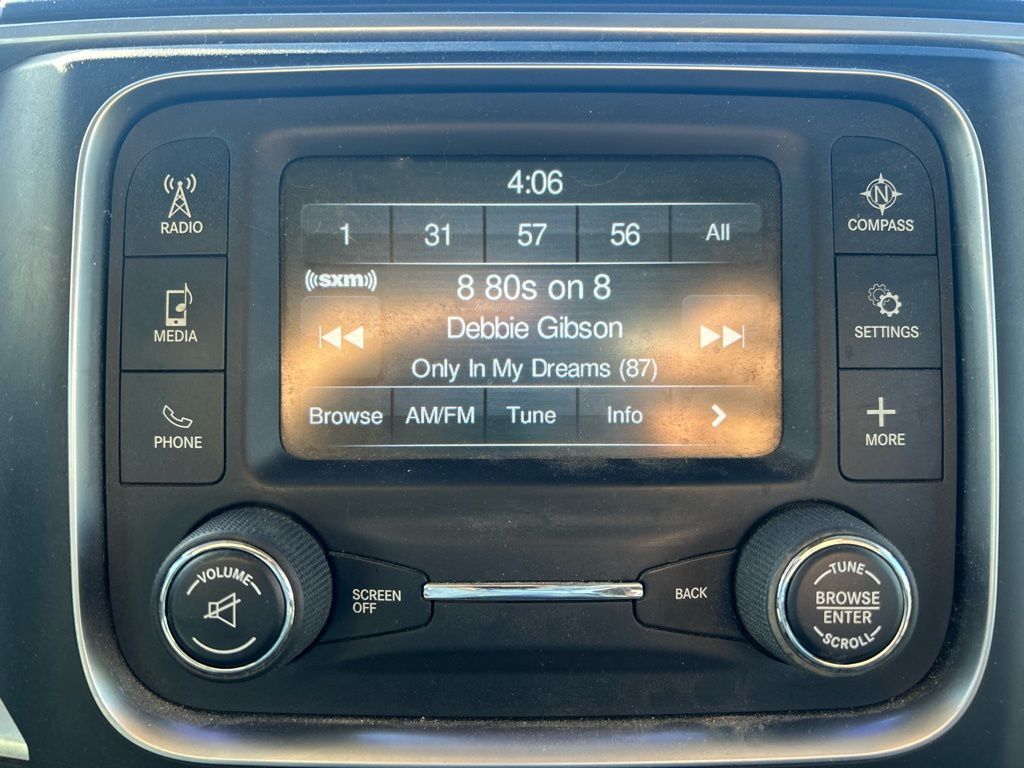 4:06
1 31 57 56 All
((sxm)) 8 80s on 8
Debbie Gibson
Only In My Dreams (87)
Browse AM/FM Tune Info
RADIO
MEDIA
PHONE
N
COMPASS
SETTINGS
MORE
VOLUME
SCREEN
OFF
BACK
TUNE
BROWSE
ENTER
SCROLL